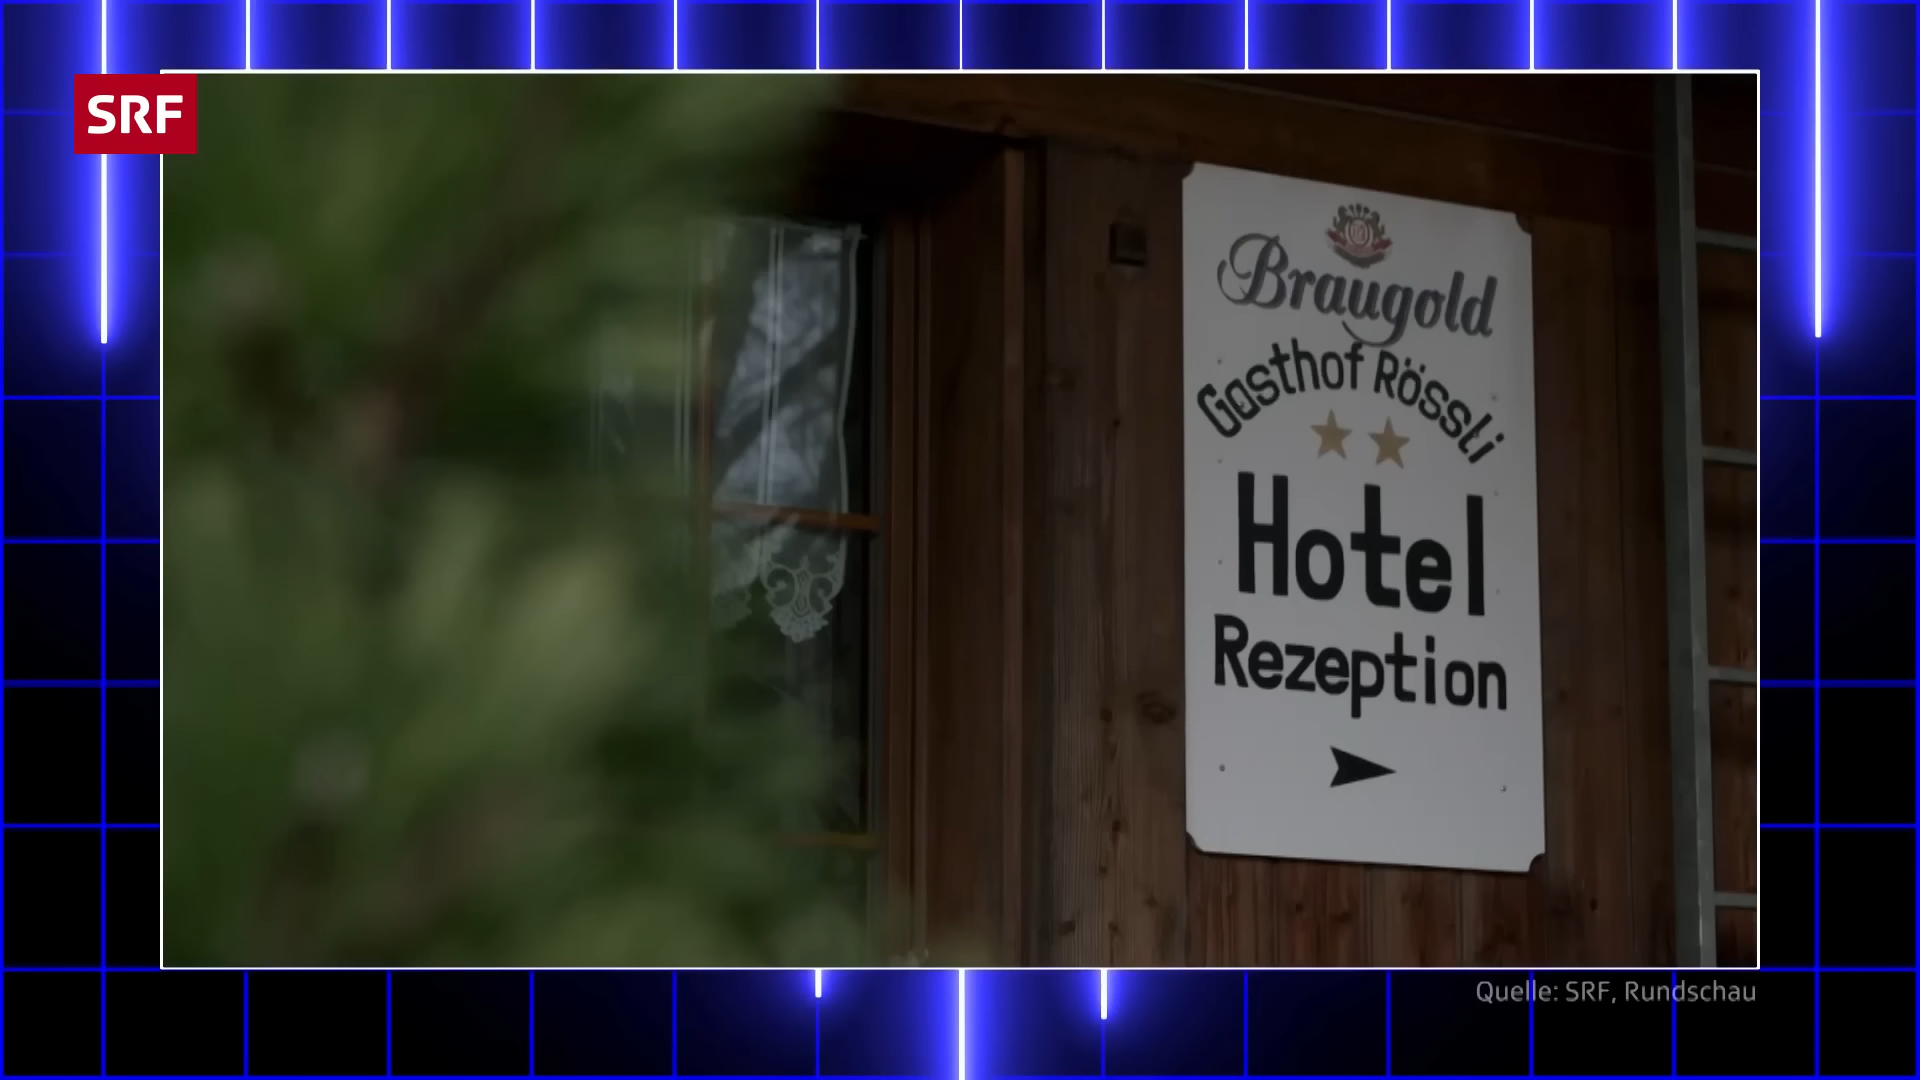 SRF
Braugold
Gasthof Rössli
Hotel
Rezeption
Quelle: SRF, Rundschau